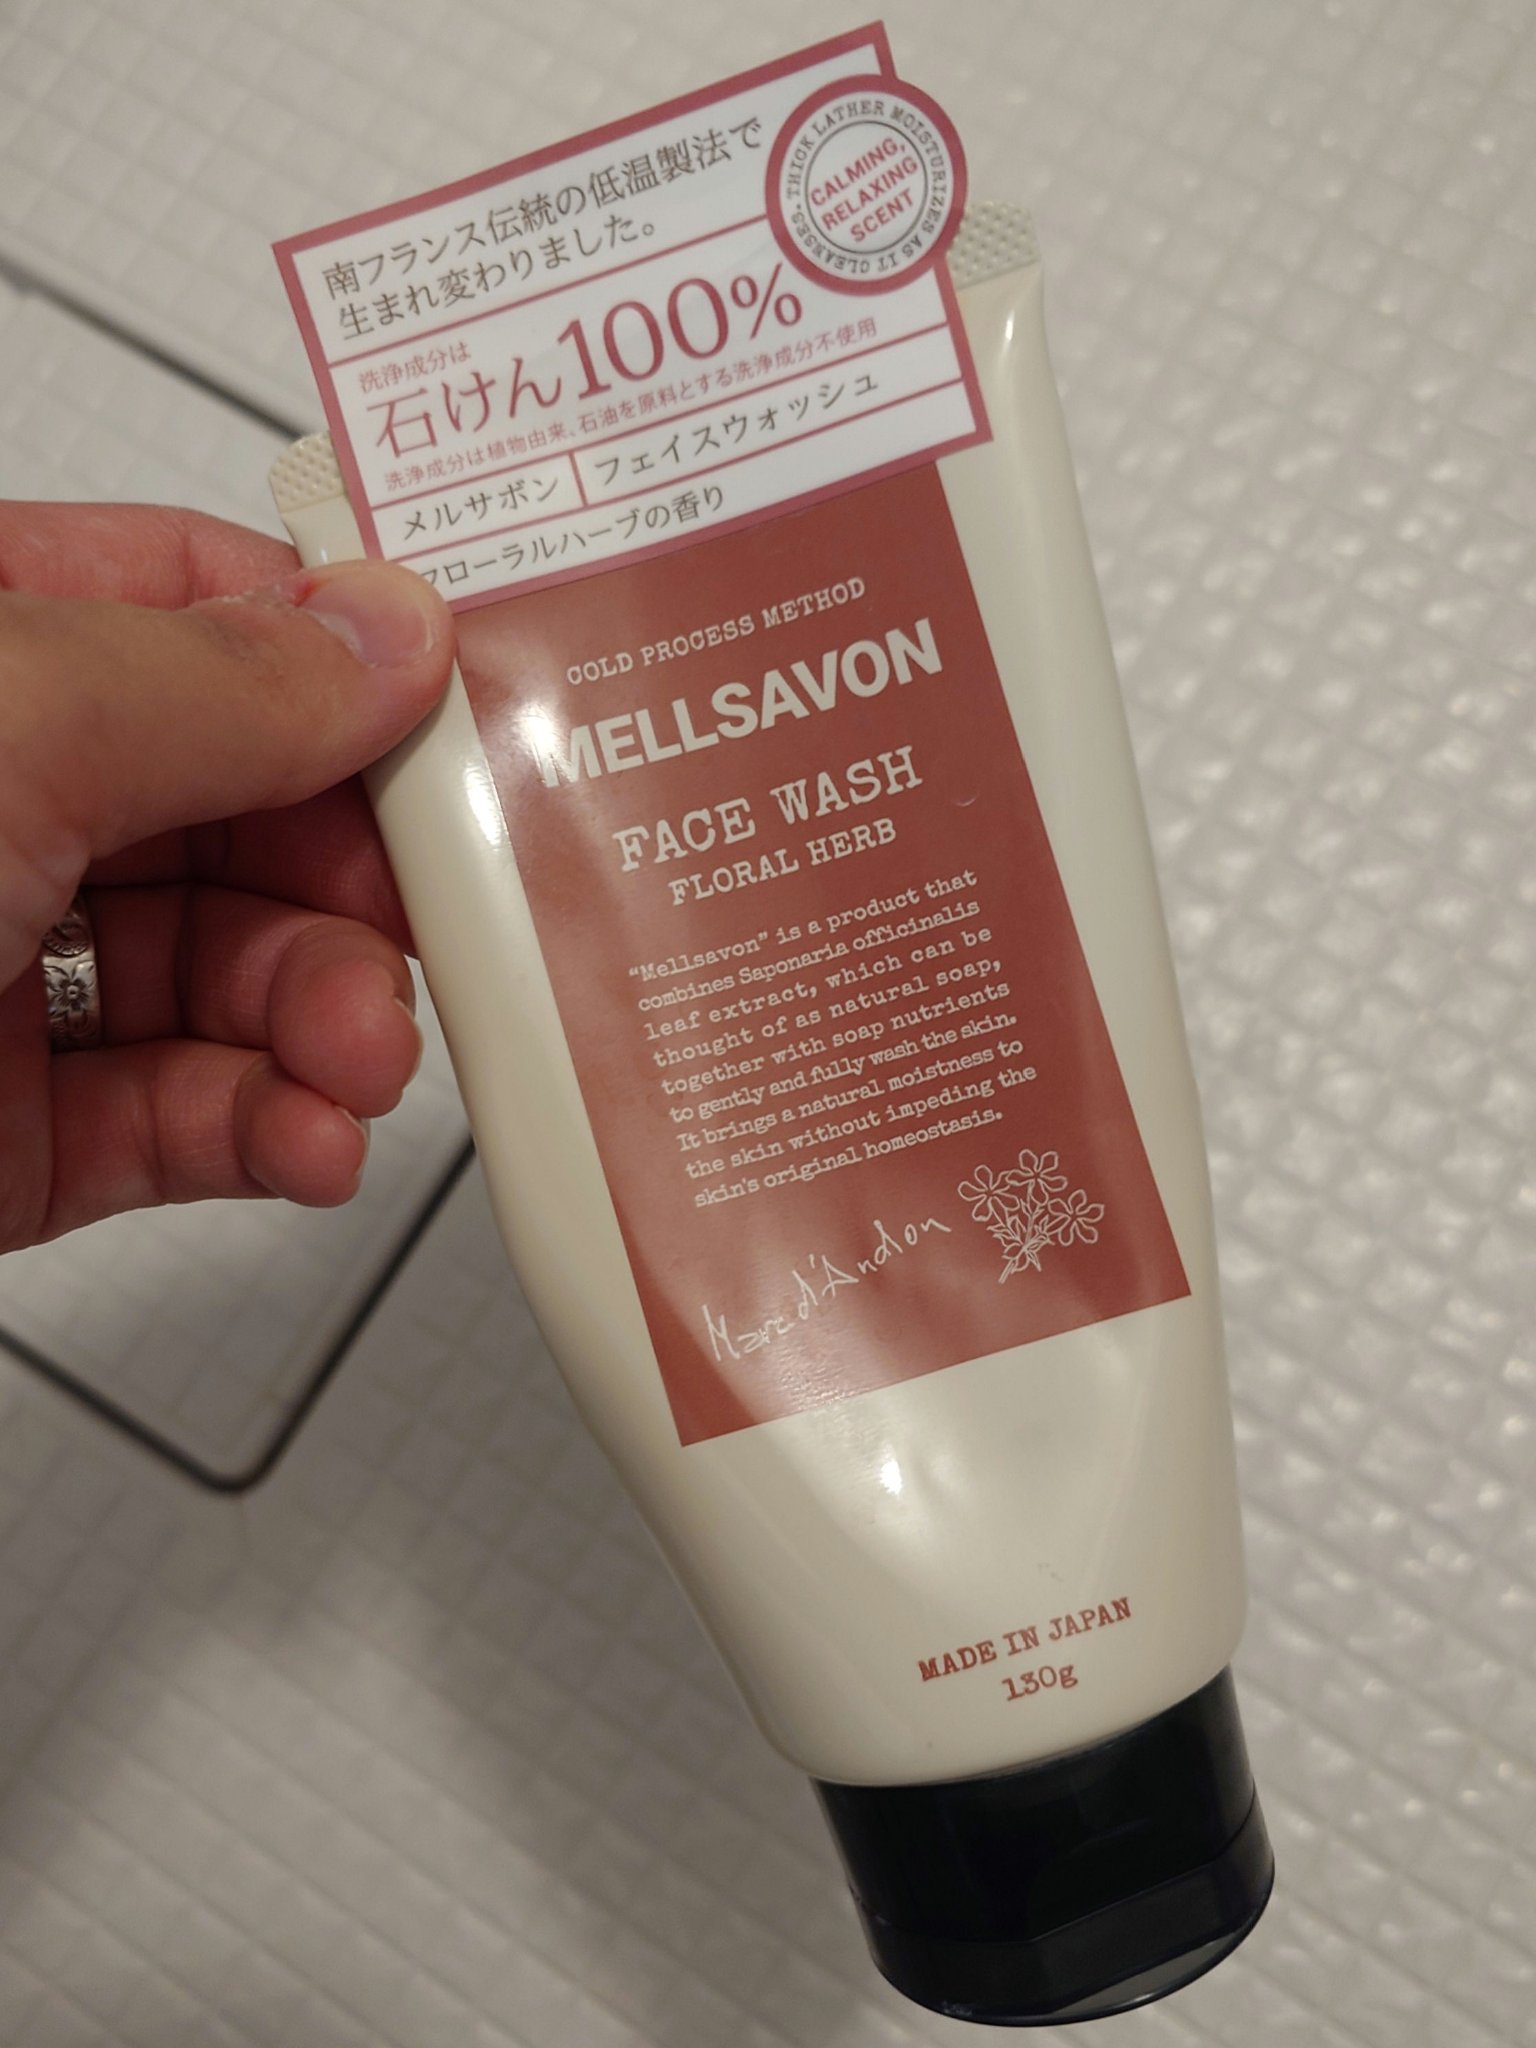 南フランス伝統の低温製法で
生まれ変わりました。
THICK LATHER MOISTURIZES AS IT CLEANSES.
CALMING,
RELAXING
SCENT
洗浄成分は
石けん100%
洗浄成分は植物由来、石油を原料とする洗浄成分不使用
メルサボン フェイスウォッシュ
フローラルハーブの香り
COLD PROCESS METHOD
MELLSAVON
FACE WASH
FLORAL HERB
“Mellsavon” is a product that
combines Saponaria officinalis
leaf extract, which can be
thought of as natural soap,
together with soap nutrients
to gently and fully wash the skin.
It brings a natural moistness to
the skin without impeding the
skin's original homeostasis.
Marc d'Andon
MADE IN JAPAN
130g